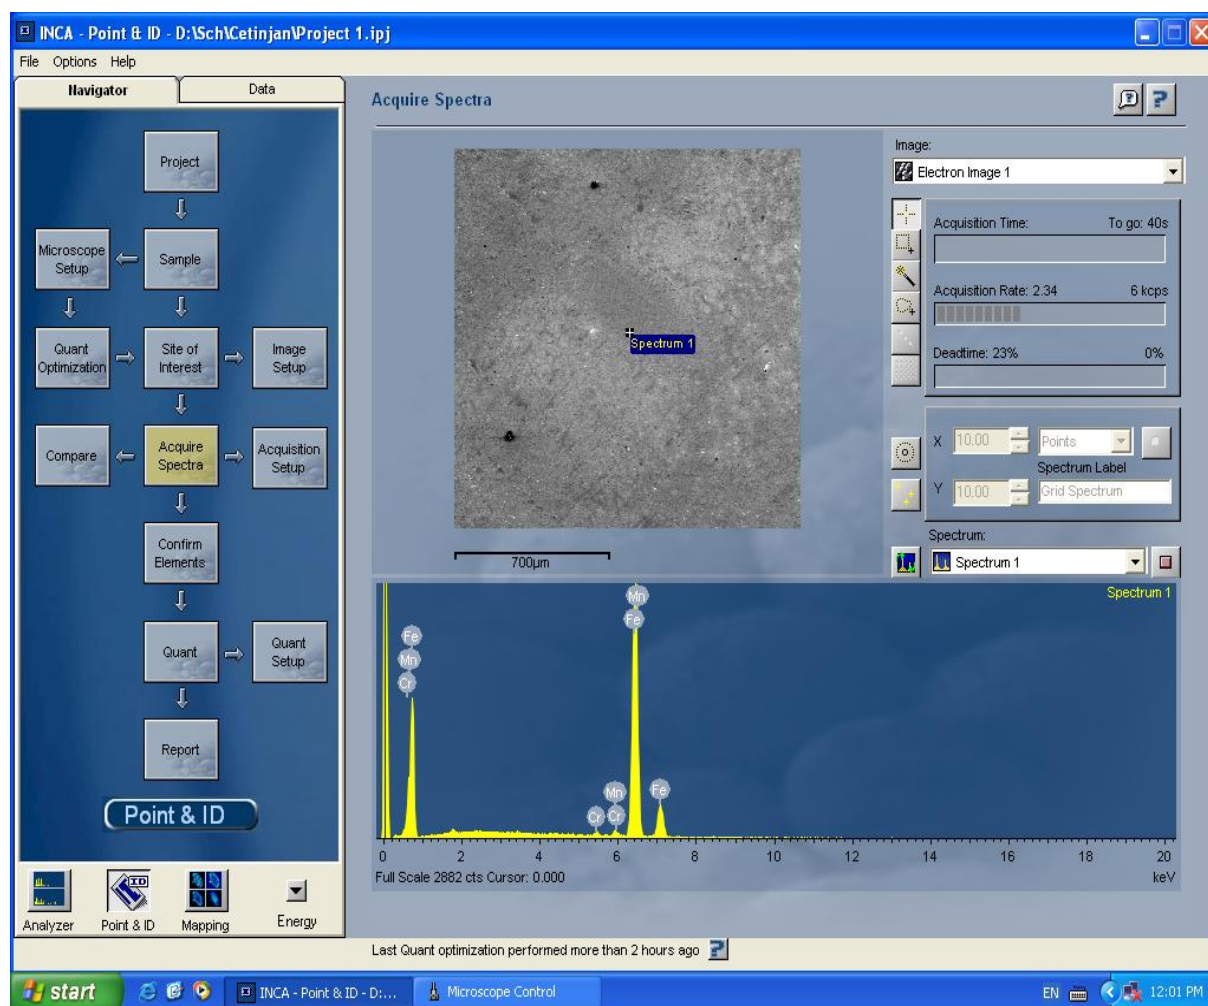 INCA - Point & ID - D:\Sch\Cetinjan\Project 1.ipj
File Options Help
Navigator
Data
Project
Microscope
Setup
Sample
Quant
Optimization
Site of
Interest
Image
Setup
Compare
Acquire
Spectra
Acquisition
Setup
Confirm
Elements
Quant
Quant
Setup
Report
Point & ID
Analyzer
ID
Point & ID
Mapping
Energy
Acquire Spectra
Spectrum 1
700µm
Image:
Electron Image 1
Acquisition Time: To go: 40s
Acquisition Rate: 2.34 6 kcps
Deadtime: 23% 0%
X 10.00 Points
Spectrum Label
Y 10.00 Grid Spectrum
Spectrum:
Spectrum 1
Spectrum 1
Fe
Mn
Cr
Mn
Fe
Mn
Cr
Cr
Fe
0 2 4 6 8 10 12 14 16 18 20
Full Scale 2882 cts Cursor: 0.000 keV
Last Quant optimization performed more than 2 hours ago
start
INCA - Point & ID - D:...
Microscope Control
EN
12:01 PM